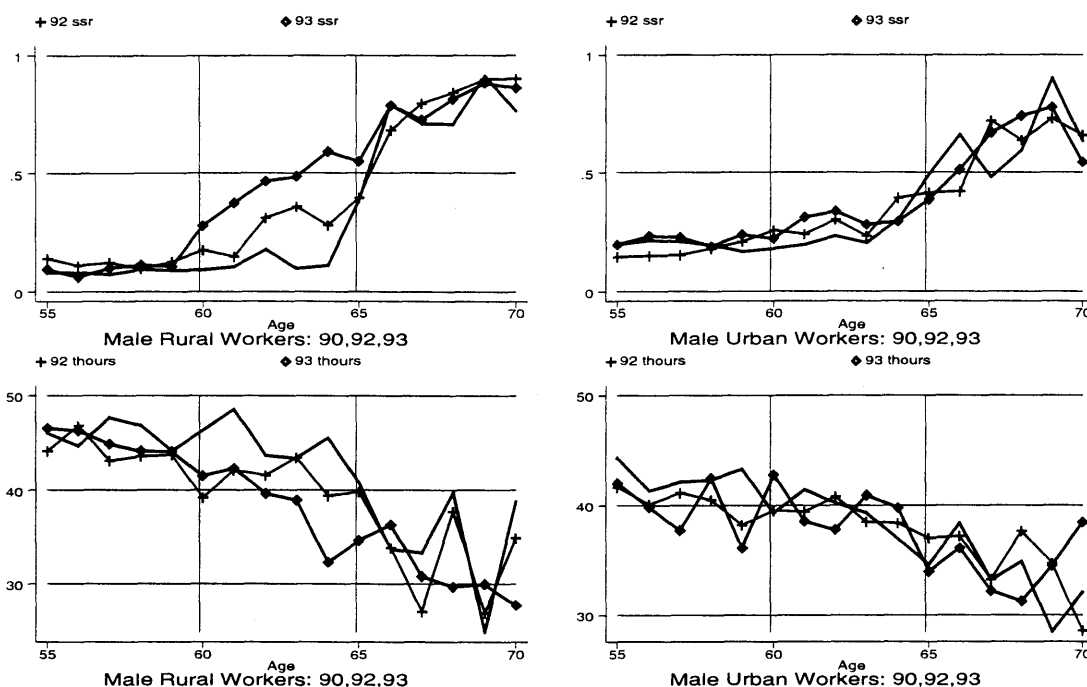 92 ssr 93 ssr
1
.5
0
55 60 65 70
Age
Male Rural Workers: 90,92,93
92 ssr 93 ssr
1
.5
0
55 60 65 70
Age
Male Urban Workers: 90,92,93
92 thours 93 thours
50
40
30
55 60 65 70
Age
Male Rural Workers: 90,92,93
92 thours 93 thours
50
40
30
55 60 65 70
Age
Male Urban Workers: 90,92,93